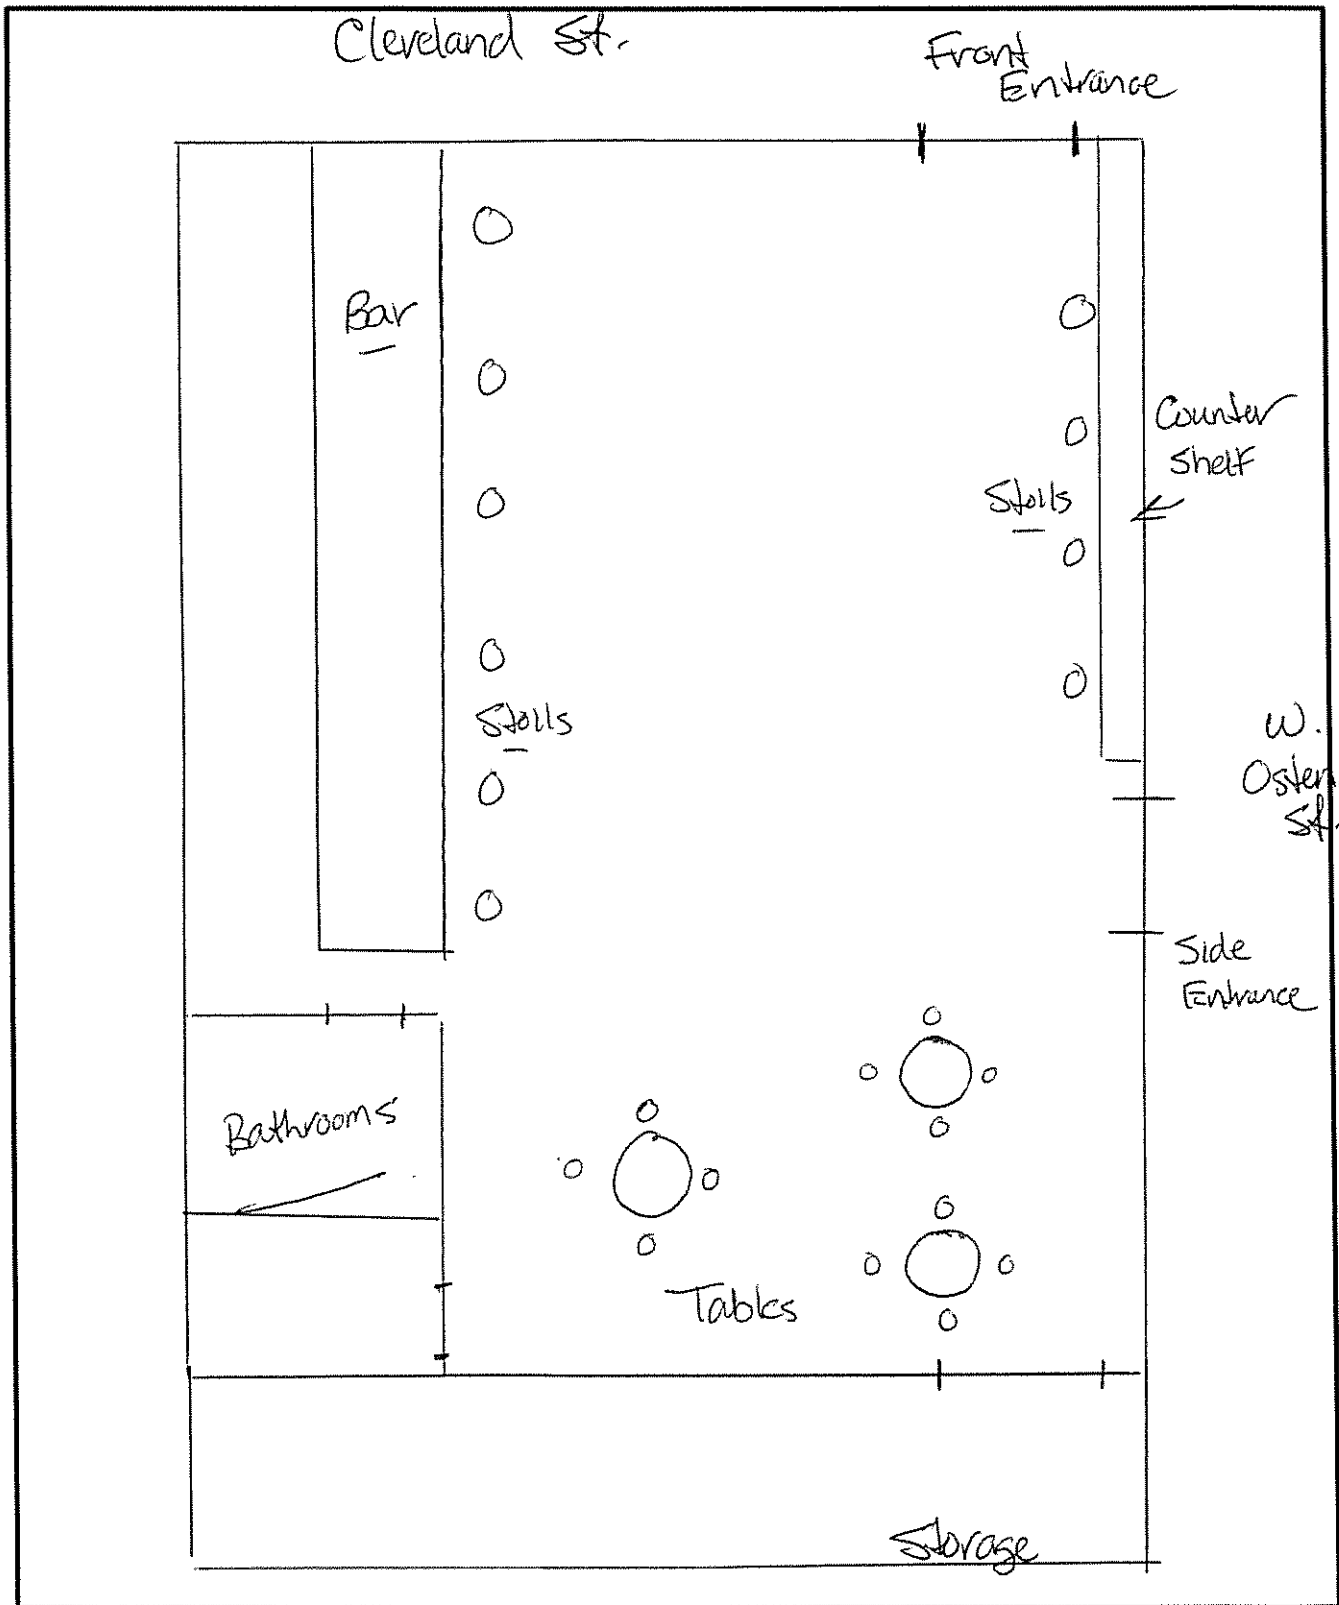 Cleveland St.
Front
Entrance
Bar
Counter
Shelf
Stolls
Stolls
W.
Osten
St.
Side
Entrance
Bathrooms
Tables
Storage